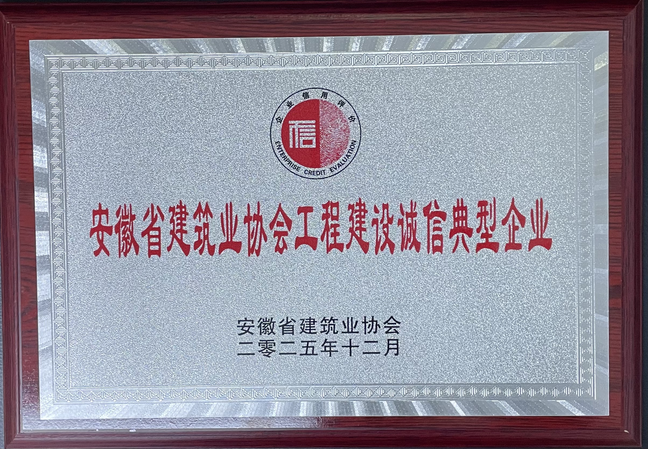 企业信用评价
信
ENTERPRISE CREDIT EVALUATION
安徽省建筑业协会工程建设诚信典型企业
安徽省建筑业协会
二零二五年十二月